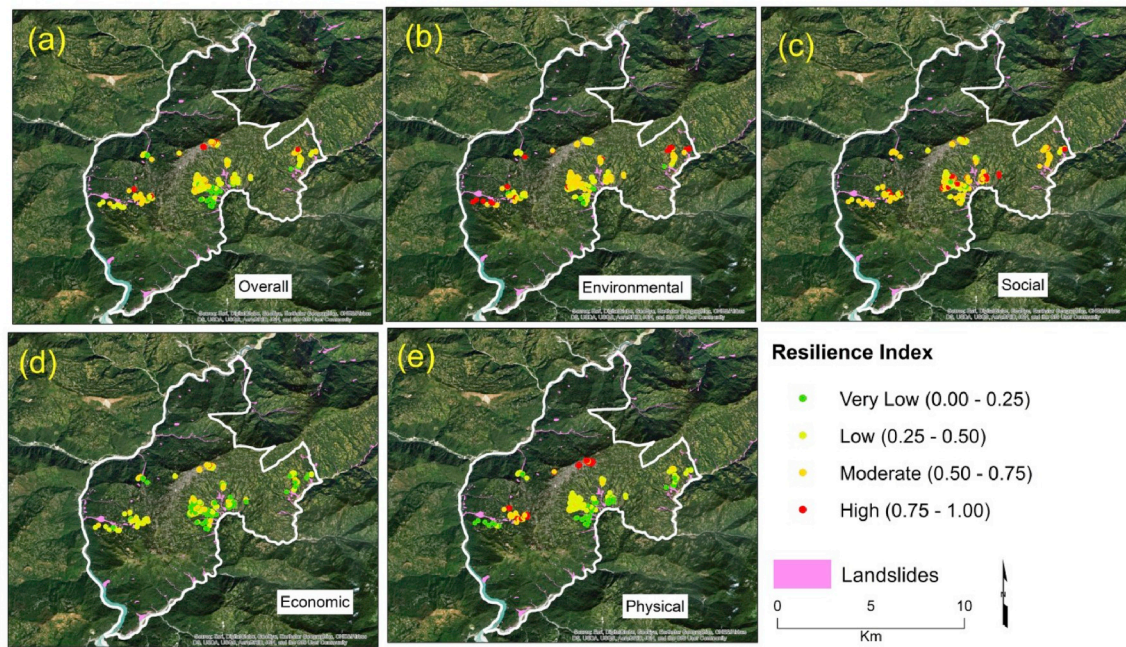 (a)
Overall
(b)
Environmental
(c)
Social
(d)
Economic
(e)
Physical
Resilience Index
Very Low (0.00 - 0.25)
Low (0.25 - 0.50)
Moderate (0.50 - 0.75)
High (0.75 - 1.00)
Landslides
0 5 10
Km
N